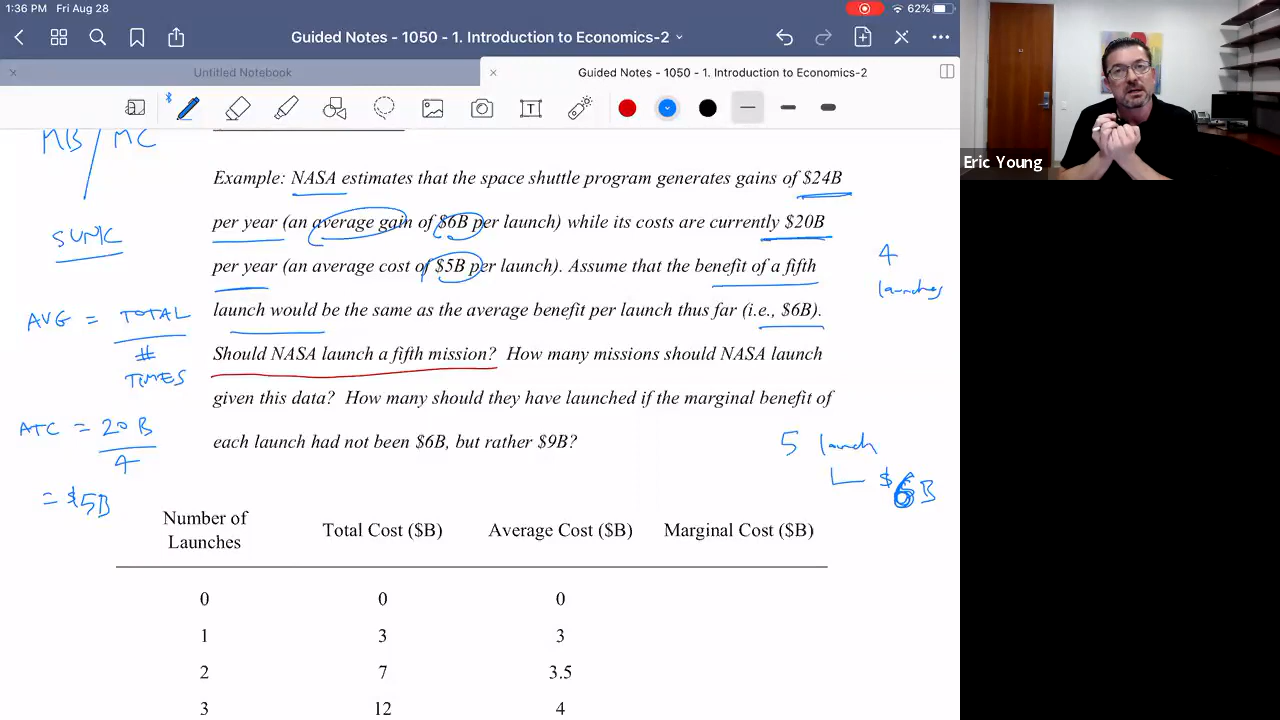 1:36 PM Fri Aug 28
62%
Guided Notes - 1050 - 1. Introduction to Economics-2
Untitled Notebook
Guided Notes - 1050 - 1. Introduction to Economics-2
T
MB / MC
Example: NASA estimates that the space shuttle program generates gains of $24B
per year (an average gain of $6B per launch) while its costs are currently $20B
SUNK
per year (an average cost of $5B per launch). Assume that the benefit of a fifth
4
launches
launch would be the same as the average benefit per launch thus far (i.e., $6B).
AVG = TOTAL
#
TIMES
Should NASA launch a fifth mission? How many missions should NASA launch
given this data? How many should they have launched if the marginal benefit of
ATC = 20 B
4
each launch had not been $6B, but rather $9B?
5 launch
$6B
= $5B
Number of Launches Total Cost ($B) Average Cost ($B) Marginal Cost ($B)
0 0 0
1 3 3
2 7 3.5
3 12 4
Eric Young